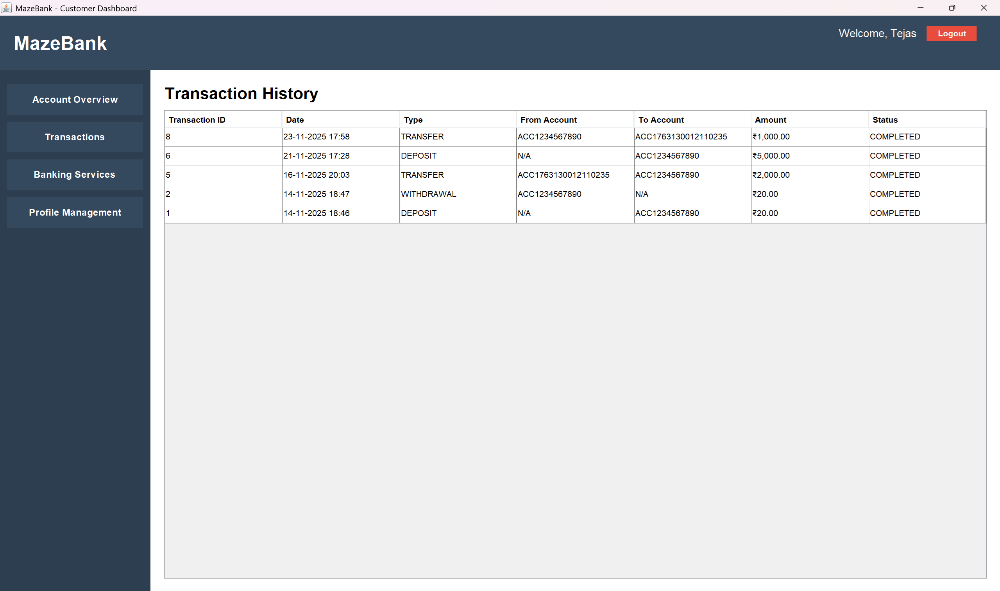 MazeBank - Customer Dashboard
MazeBank
Welcome, Tejas Logout
Account Overview
Transactions
Banking Services
Profile Management
Transaction History
Transaction ID Date Type From Account To Account Amount Status
8 23-11-2025 17:58 TRANSFER ACC1234567890 ACC1763130012110235 ₹1,000.00 COMPLETED
6 21-11-2025 17:28 DEPOSIT N/A ACC1234567890 ₹5,000.00 COMPLETED
5 16-11-2025 20:03 TRANSFER ACC1763130012110235 ACC1234567890 ₹2,000.00 COMPLETED
2 14-11-2025 18:47 WITHDRAWAL ACC1234567890 N/A ₹20.00 COMPLETED
1 14-11-2025 18:46 DEPOSIT N/A ACC1234567890 ₹20.00 COMPLETED